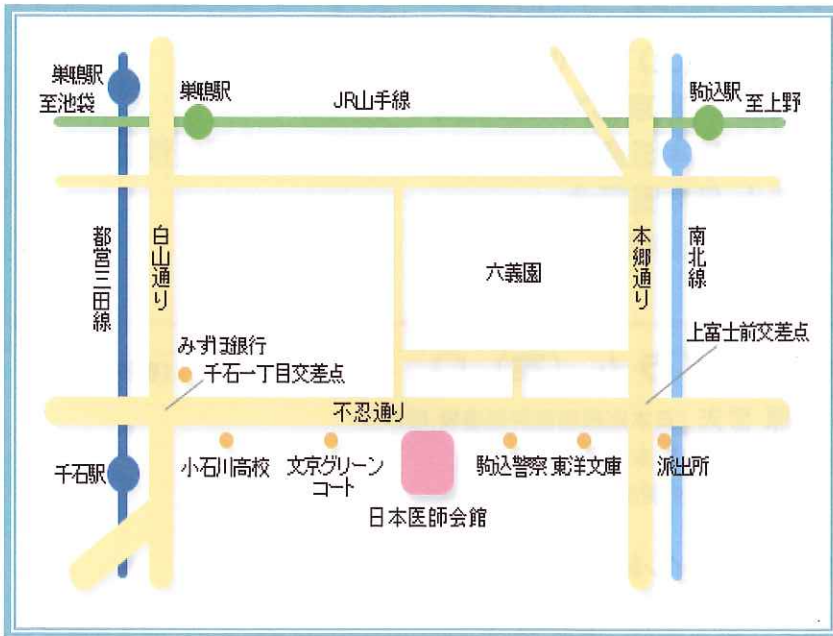 巣鴨駅
至池袋
巣鴨駅
JR山手線
駒込駅
至上野
都営三田線
白山通り
六義園
本郷通り
南北線
上富士前交差点
みずほ銀行
千石一丁目交差点
不忍通り
千石駅
小石川高校
文京グリーン
コート
日本医師会館
駒込警察
東洋文庫
派出所